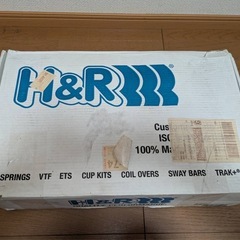 H&R
Cus
ISO
100% Ma
SPRINGS VTF ETS CUP KITS COIL OVERS SWAY BARS TRAK+®